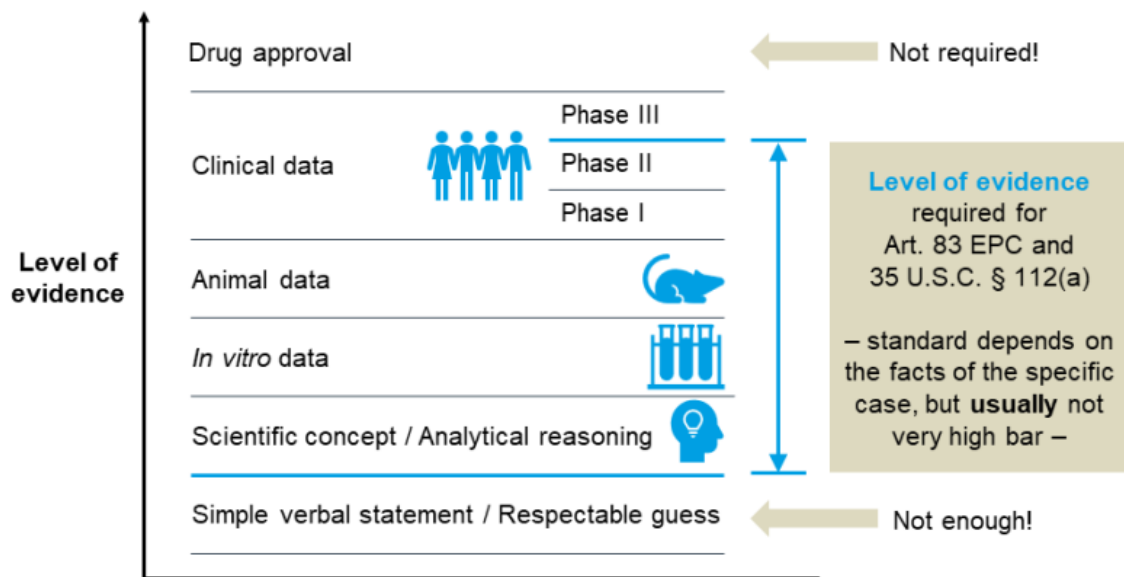 Drug approval
Not required!
Phase III
Clinical data
Phase II
Phase I
Level of evidence
required for
Art. 83 EPC and
35 U.S.C. § 112(a)
– standard depends on
the facts of the specific
case, but usually not
very high bar –
Level of
evidence
Animal data
In vitro data
Scientific concept / Analytical reasoning
Simple verbal statement / Respectable guess
Not enough!